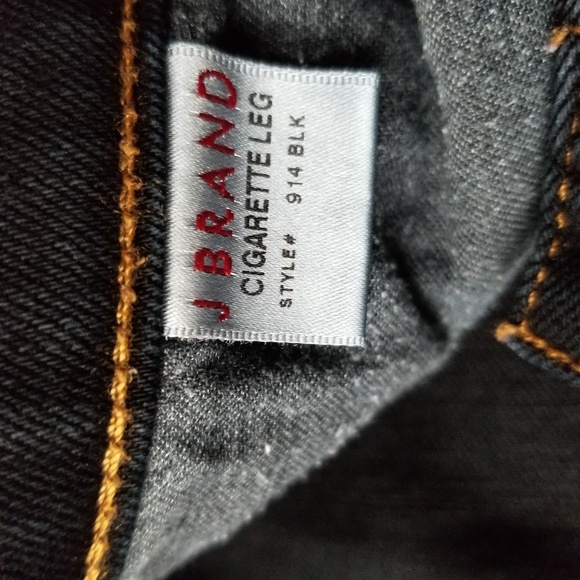 J BRAND
CIGARETTE LEG
STYLE# 914 BLK